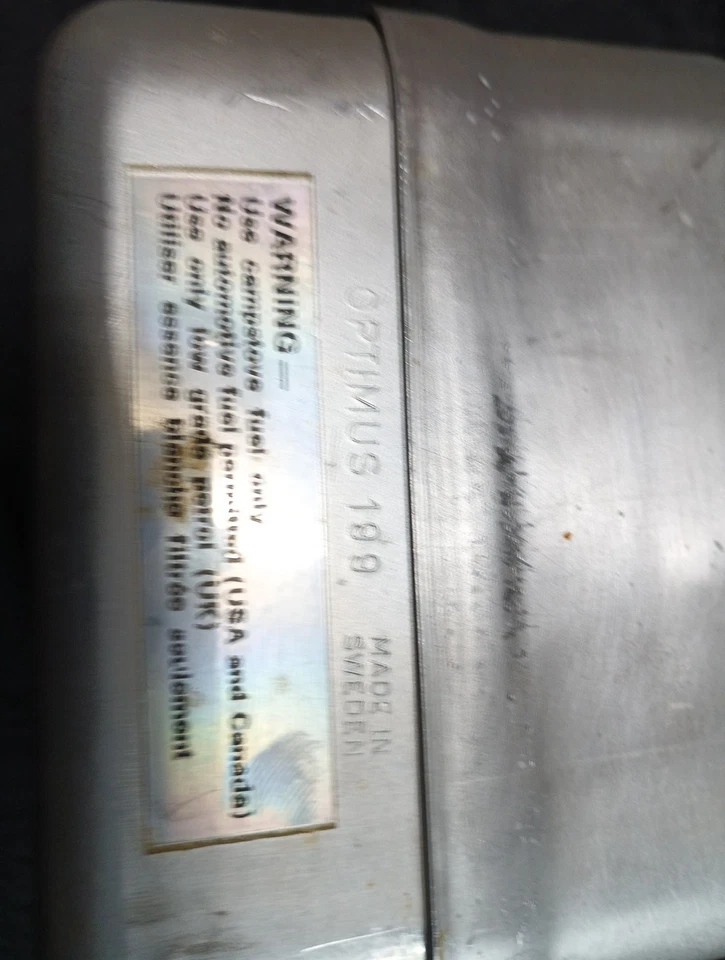 OPTIMUS 199
MADE IN
SWEDEN
WARNING —
Use campstove fuel only
No automotive fuel permitted (USA and Canada)
Use only low grade petrol (UK)
Utiliser essence blanche filtrée seulement